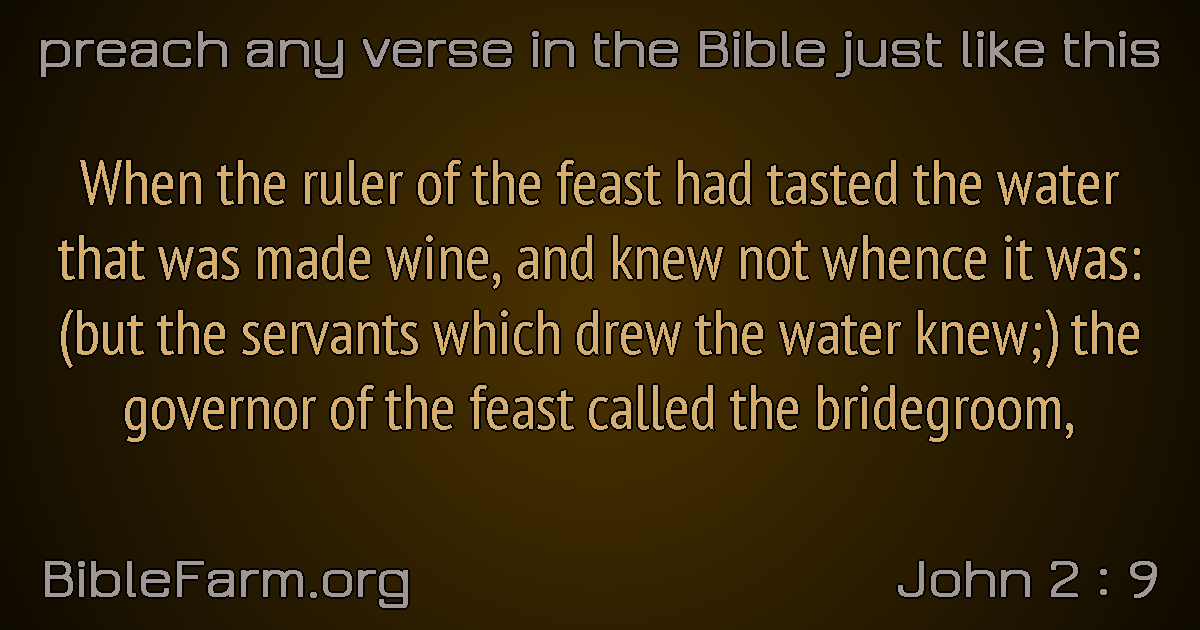 preach any verse in the Bible just like this
When the ruler of the feast had tasted the water
that was made wine, and knew not whence it was:
(but the servants which drew the water knew;) the
governor of the feast called the bridegroom,
BibleFarm.org
John 2 : 9